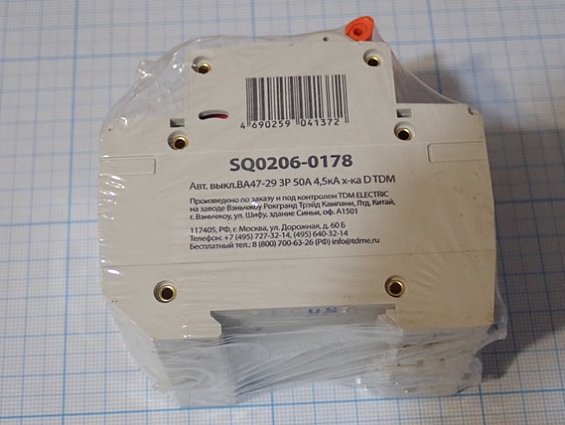 4 690259 041372
SQ0206-0178
Авт. выкл.ВА47-29 3Р 50А 4,5кА х-ка D TDM
Произведено по заказу и под контролем TDM ELECTRIC
на заводе Вэньчжоу Рокгранд Трэйд Кампани, Лтд, Китай,
г. Вэньчжоу, ул. Шифу, здание Синьи, оф. А1501
117405, РФ, г. Москва, ул. Дорожная, д. 60 Б
Телефон: +7 (495) 727-32-14, (495) 640-32-14
Бесплатный тел.: 8 (800) 700-63-26 (РФ) info@tdme.ru